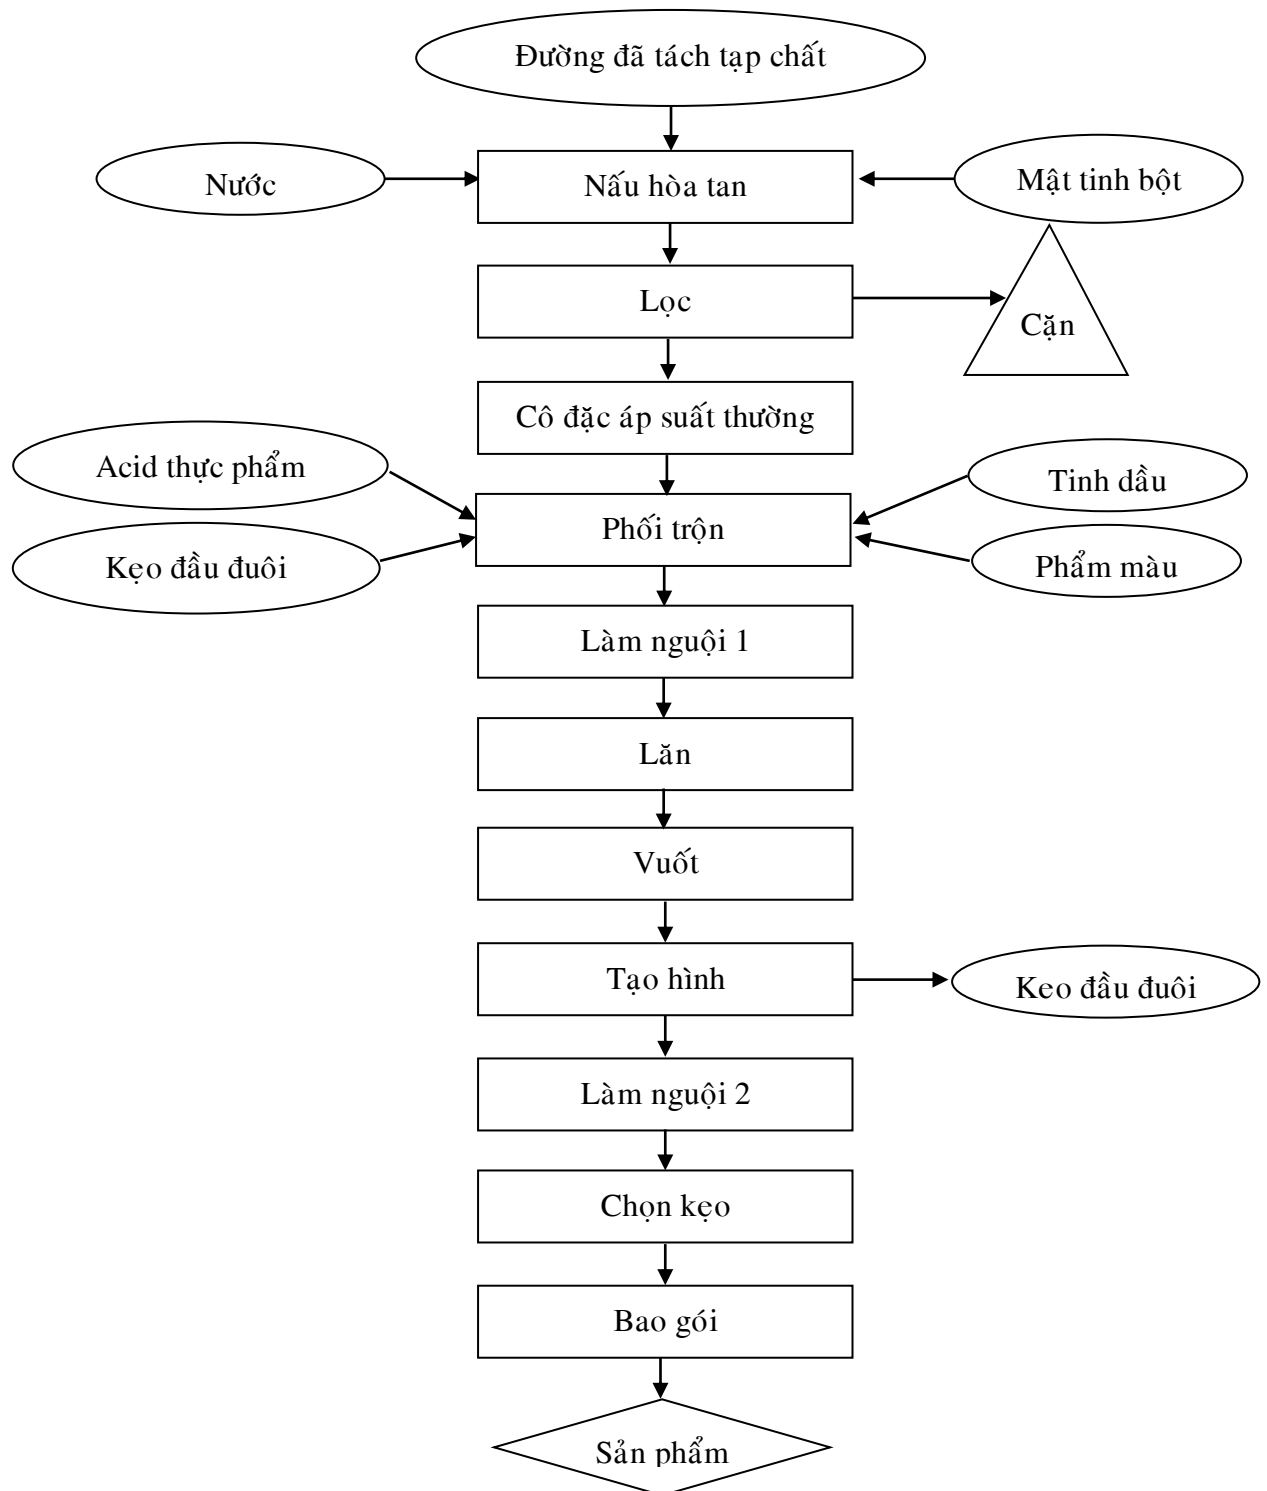 Đường đã tách tạp chất
Nước
Nấu hòa tan
Mật tinh bột
Lọc
Cặn
Cô đặc áp suất thường
Acid thực phẩm
Tinh dầu
Phối trộn
Kẹo đầu đuôi
Phẩm màu
Làm nguội 1
Lăn
Vuốt
Tạo hình
Keo đầu đuôi
Làm nguội 2
Chọn kẹo
Bao gói
Sản phẩm